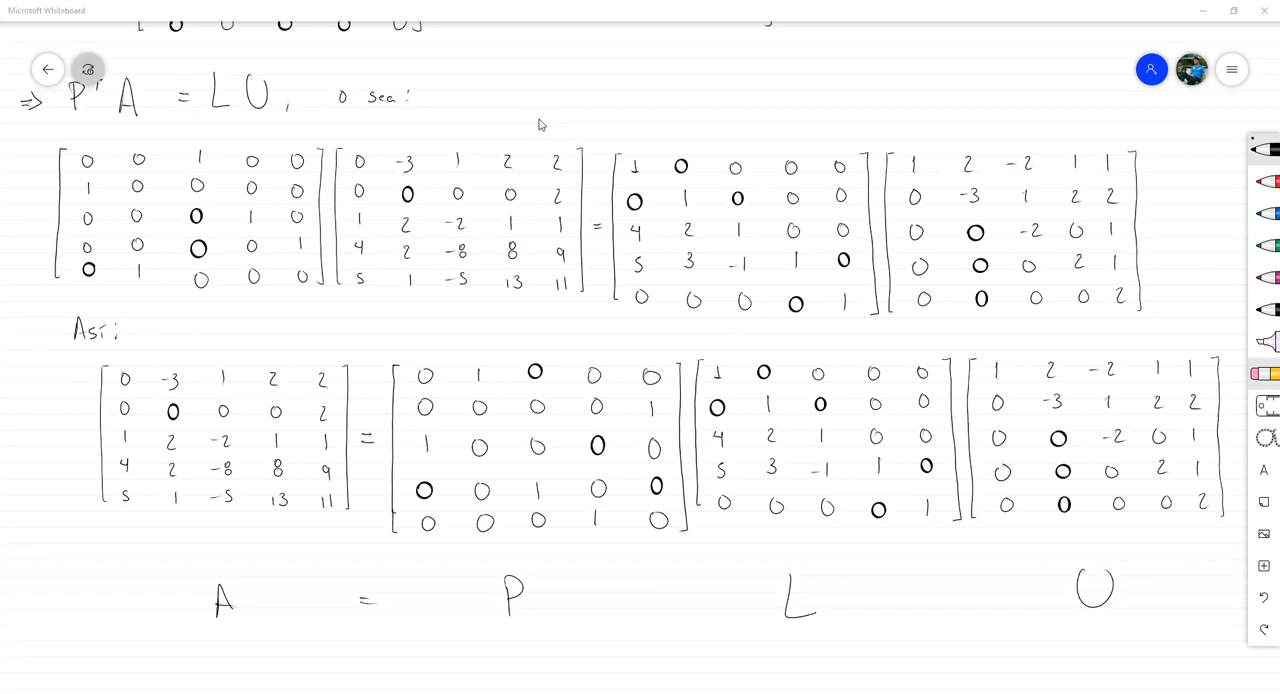 Microsoft Whiteboard
[ 0 0 0 0 0 ]
⇒ P' A = L U, o sea:
[ 0 0 1 0 0 ] [ 0 -3 1 2 2 ] [ 1 0 0 0 0 ] [ 1 2 -2 1 1 ]
[ 1 0 0 0 0 ] [ 0 0 0 0 2 ] [ 0 1 0 0 0 ] [ 0 -3 1 2 2 ]
[ 0 0 0 1 0 ] [ 1 2 -2 1 1 ] = [ 4 2 1 0 0 ] [ 0 0 -2 0 1 ]
[ 0 0 0 0 1 ] [ 4 2 -8 8 9 ] [ 5 3 -1 1 0 ] [ 0 0 0 2 1 ]
[ 0 1 0 0 0 ] [ 5 1 -5 13 11 ] [ 0 0 0 0 1 ] [ 0 0 0 0 2 ]
Así:
[ 0 -3 1 2 2 ] [ 0 1 0 0 0 ] [ 1 0 0 0 0 ] [ 1 2 -2 1 1 ]
[ 0 0 0 0 2 ] [ 0 0 0 0 1 ] [ 0 1 0 0 0 ] [ 0 -3 1 2 2 ]
[ 1 2 -2 1 1 ] = [ 1 0 0 0 0 ] [ 4 2 1 0 0 ] [ 0 0 -2 0 1 ]
[ 4 2 -8 8 9 ] [ 0 0 1 0 0 ] [ 5 3 -1 1 0 ] [ 0 0 0 2 1 ]
[ 5 1 -5 13 11 ] [ 0 0 0 1 0 ] [ 0 0 0 0 1 ] [ 0 0 0 0 2 ]
A = P L U